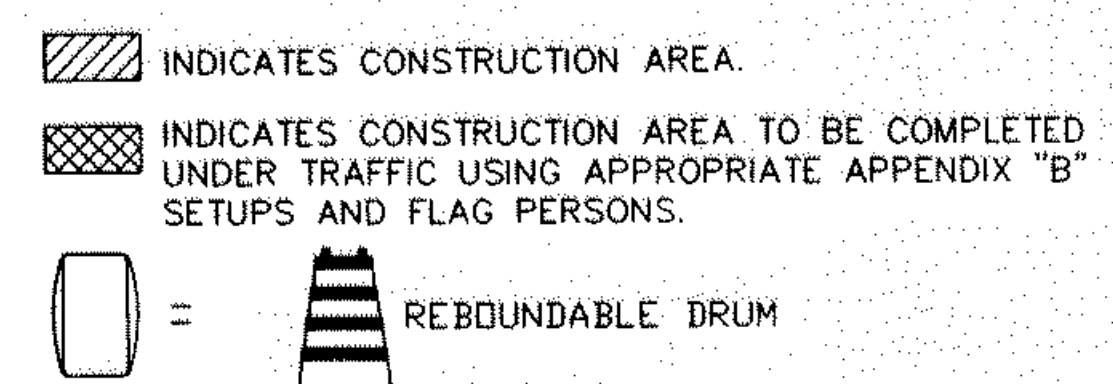 INDICATES CONSTRUCTION AREA.
INDICATES CONSTRUCTION AREA TO BE COMPLETED
UNDER TRAFFIC USING APPROPRIATE APPENDIX "B"
SETUPS AND FLAG PERSONS.
= REBOUNDABLE DRUM